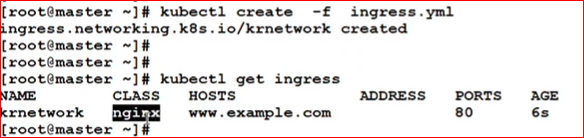 [root@master ~]# kubectl create  -f  ingress.yml
ingress.networking.k8s.io/krnetwork created
[root@master ~]#
[root@master ~]#
[root@master ~]# kubectl get ingress
NAME        CLASS   HOSTS             ADDRESS   PORTS   AGE
krnetwork   nginx   www.example.com             80      6s
[root@master ~]#